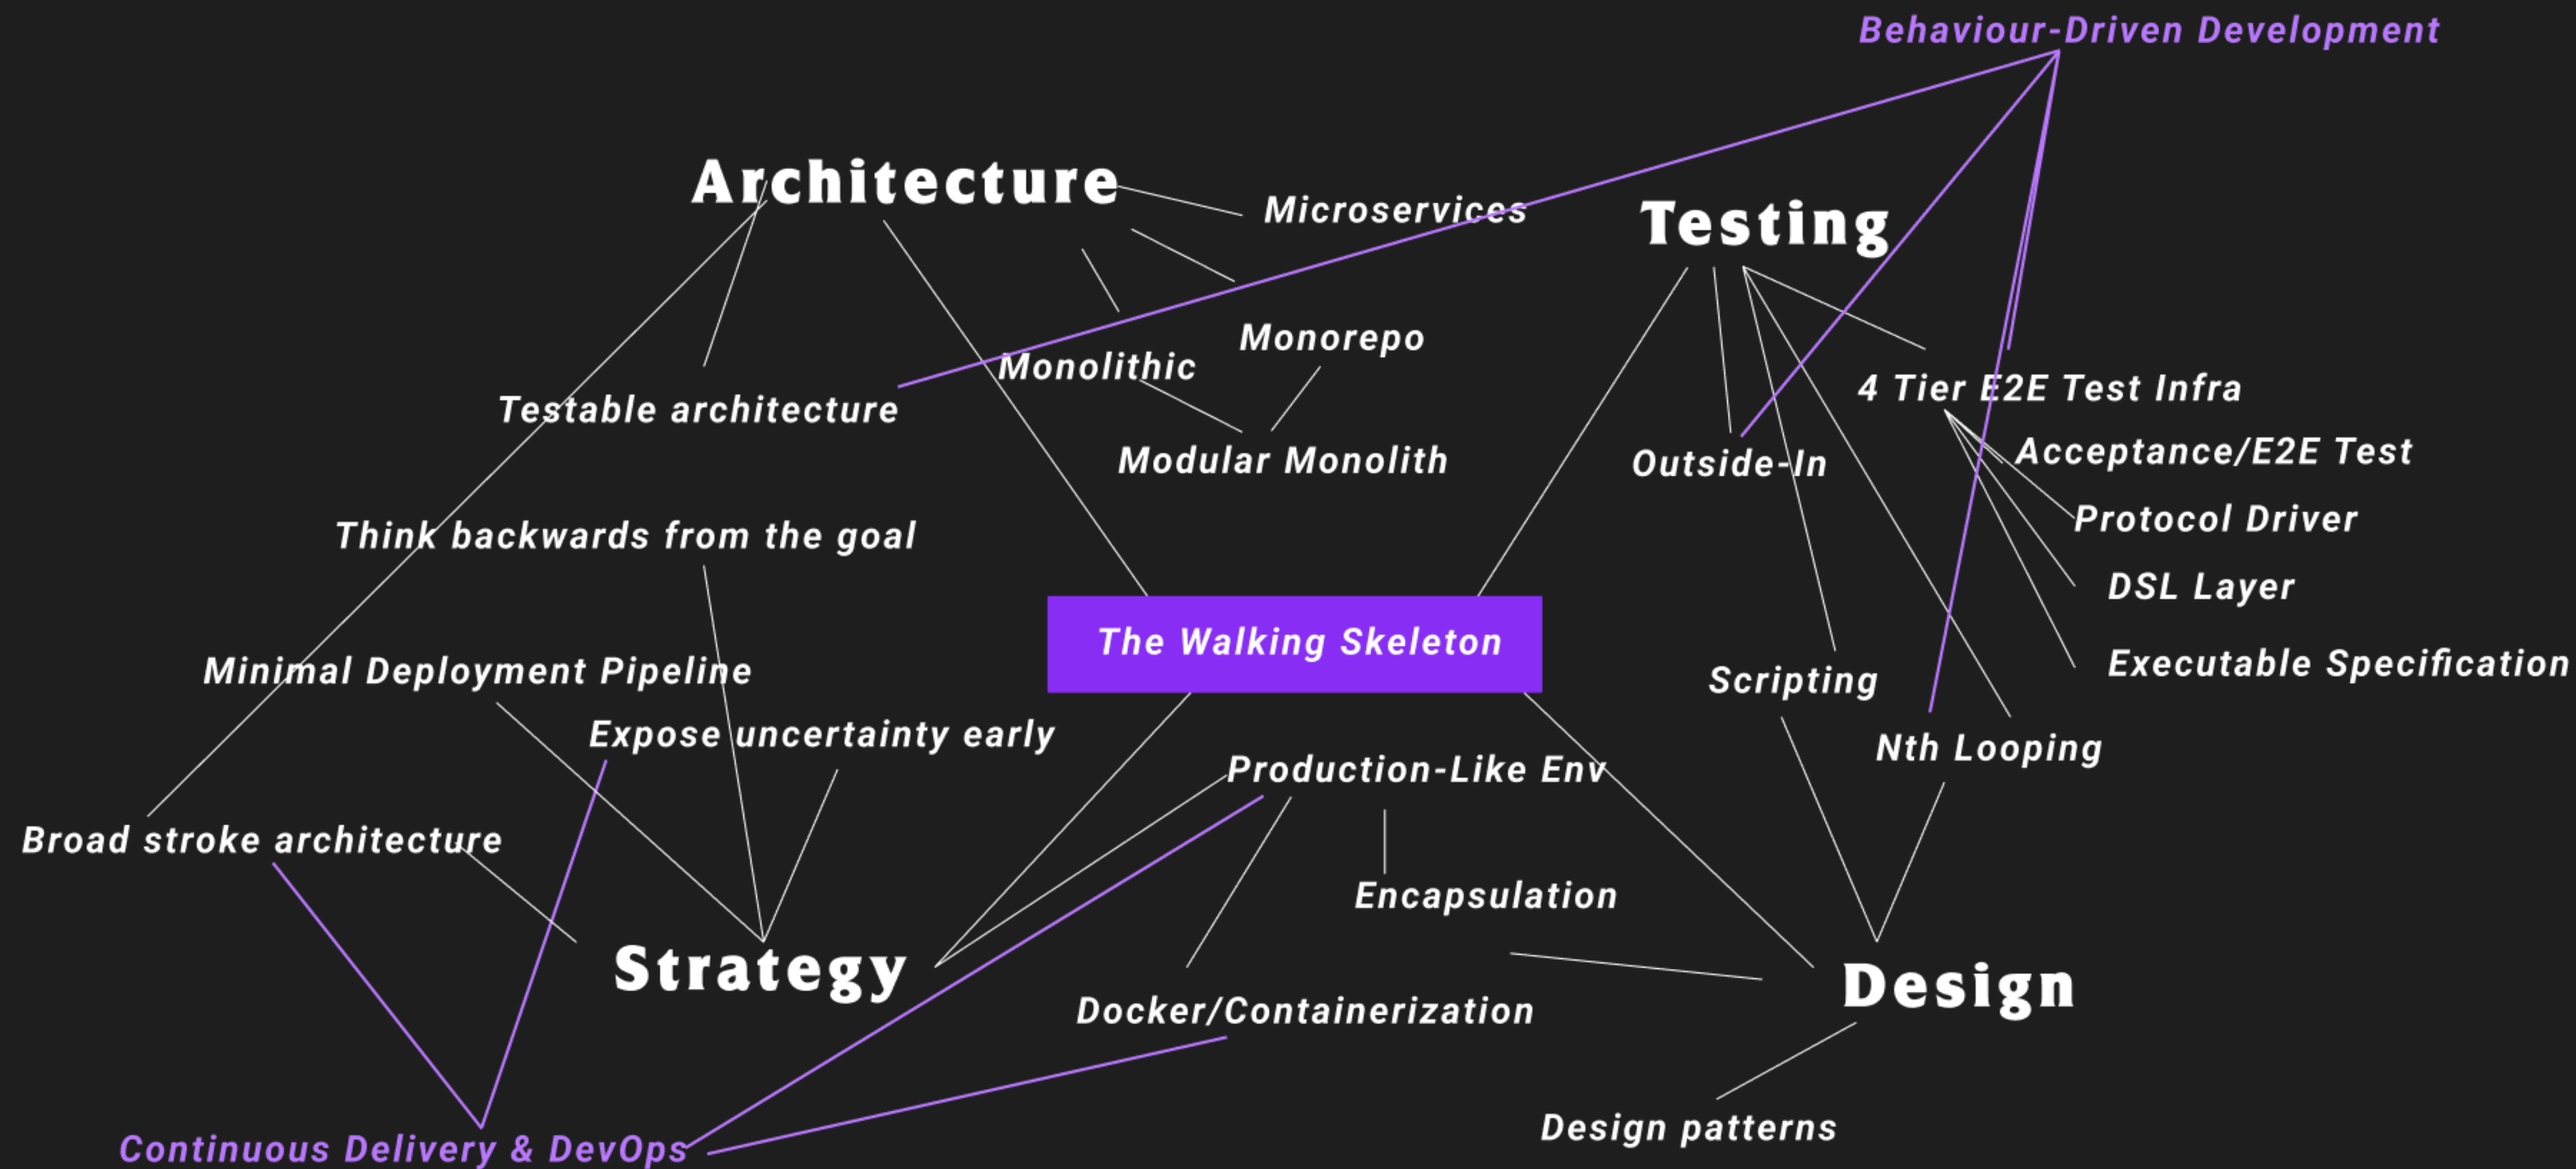 Behaviour-Driven Development
Architecture
Microservices
Testing
Monorepo
Monolithic
Testable architecture
4 Tier E2E Test Infra
Modular Monolith
Outside-In
Acceptance/E2E Test
Protocol Driver
Think backwards from the goal
DSL Layer
The Walking Skeleton
Minimal Deployment Pipeline
Scripting
Executable Specification
Expose uncertainty early
Nth Looping
Production-Like Env
Broad stroke architecture
Encapsulation
Strategy
Design
Docker/Containerization
Design patterns
Continuous Delivery & DevOps